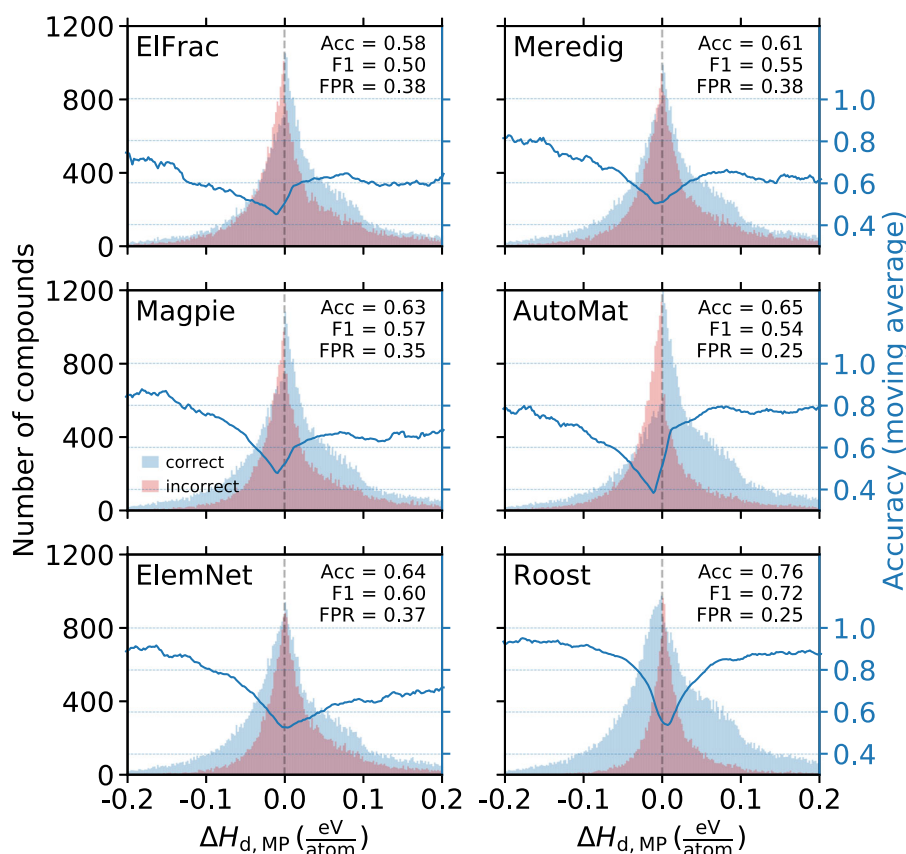 ElFrac
Acc = 0.58
F1 = 0.50
FPR = 0.38
1200
800
400
0
Meredig
Acc = 0.61
F1 = 0.55
FPR = 0.38
1.0
0.8
0.6
0.4
Magpie
Acc = 0.63
F1 = 0.57
FPR = 0.35
1200
800
400
0
correct
incorrect
AutoMat
Acc = 0.65
F1 = 0.54
FPR = 0.25
1.0
0.8
0.6
0.4
ElemNet
Acc = 0.64
F1 = 0.60
FPR = 0.37
1200
800
400
0
-0.2 -0.1 0.0 0.1 0.2
ΔH_d, MP (eV/atom)
Roost
Acc = 0.76
F1 = 0.72
FPR = 0.25
1.0
0.8
0.6
0.4
-0.2 -0.1 0.0 0.1 0.2
ΔH_d, MP (eV/atom)
Number of compounds
Accuracy (moving average)